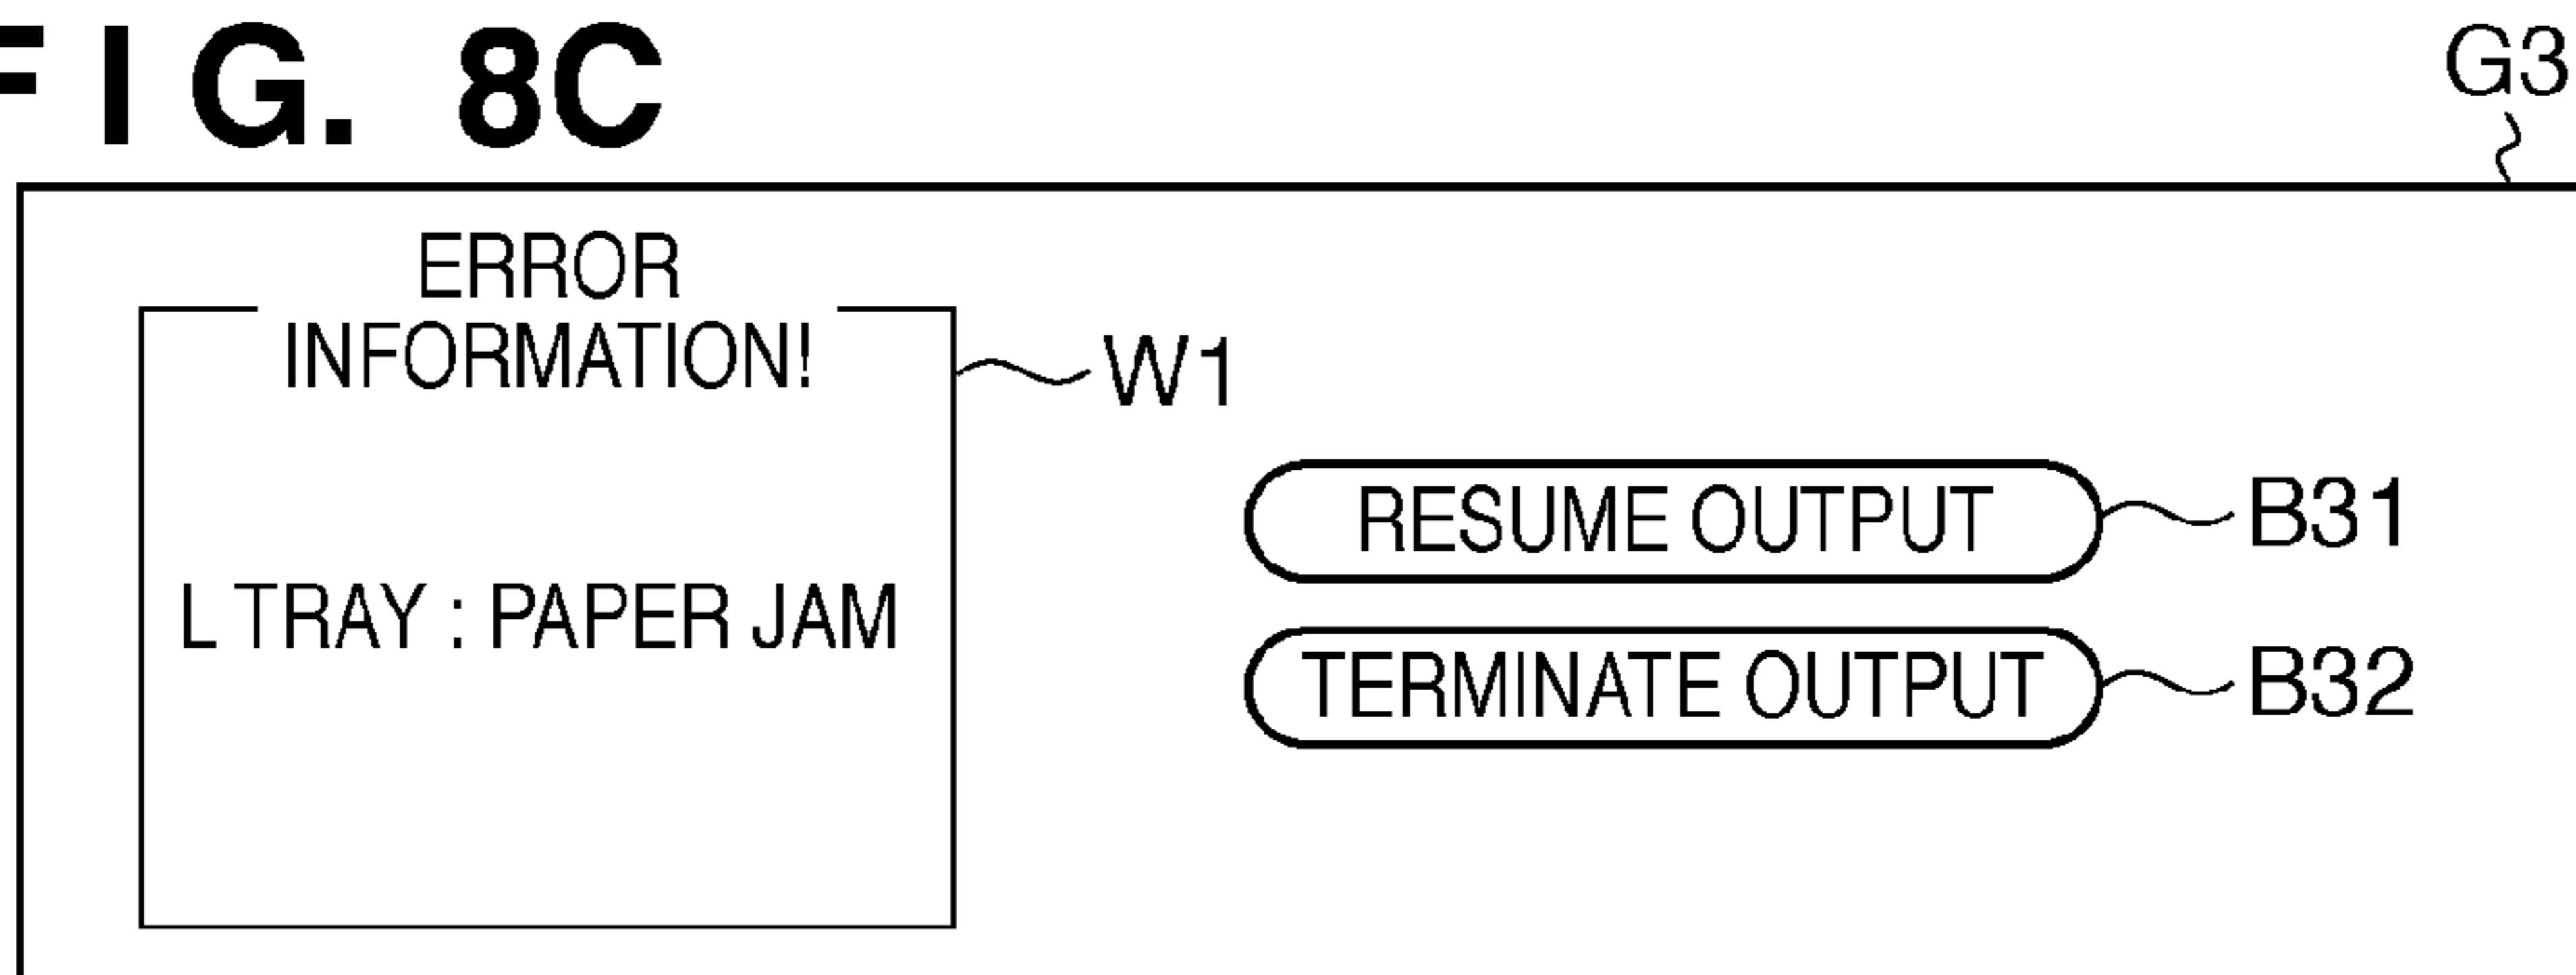 FIG. 8C
G3
ERROR
INFORMATION!
W1
RESUME OUTPUT
B31
L TRAY : PAPER JAM
TERMINATE OUTPUT
B32